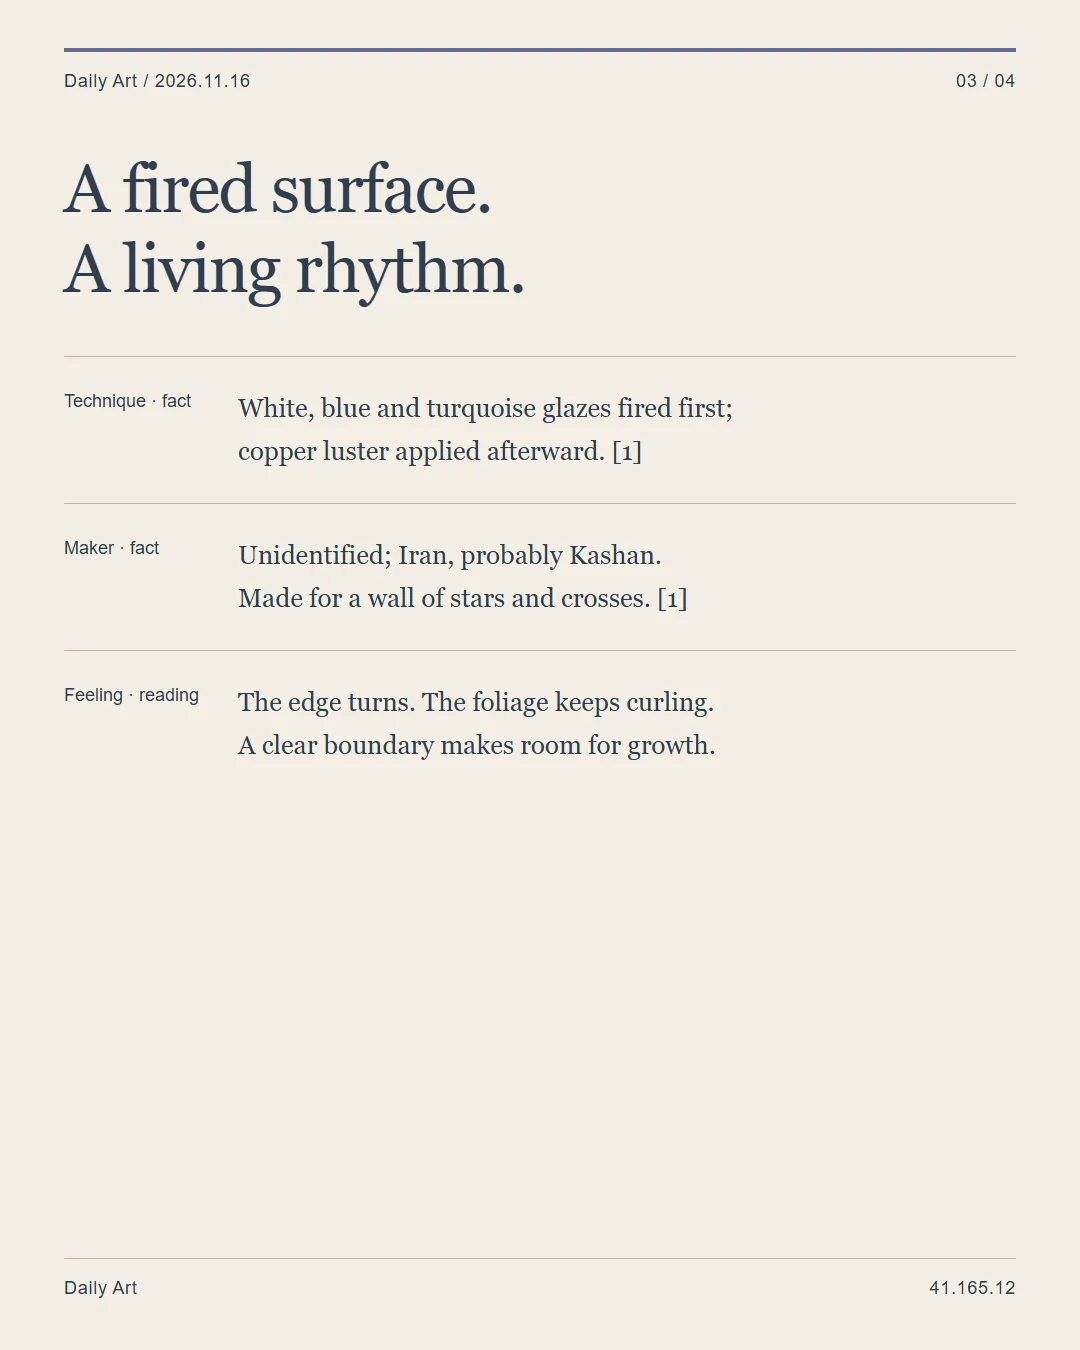 Daily Art / 2026.11.16
03 / 04
A fired surface.
A living rhythm.
Technique · fact
White, blue and turquoise glazes fired first;
copper luster applied afterward. [1]
Maker · fact
Unidentified; Iran, probably Kashan.
Made for a wall of stars and crosses. [1]
Feeling · reading
The edge turns. The foliage keeps curling.
A clear boundary makes room for growth.
Daily Art
41.165.12